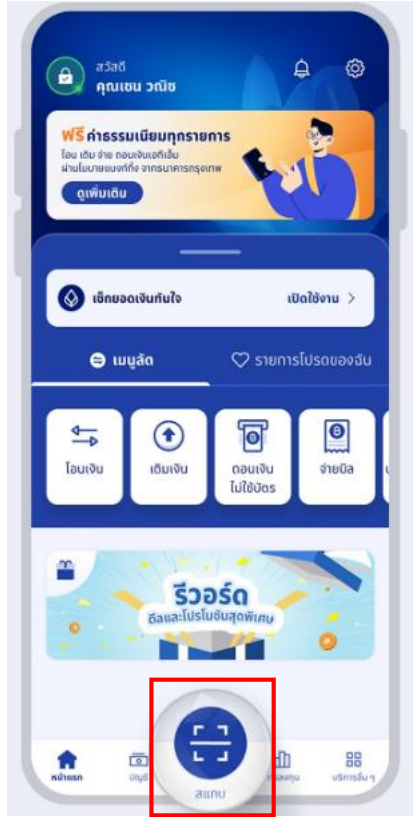 สวัสดี
คุณเซน วณิช
ฟรี ค่าธรรมเนียมทุกรายการ
โอน เติม จ่าย ถอนเงินเอทีเอ็ม
ผ่านโมบายแบงก์กิ้ง จากธนาคารกรุงเทพ
ดูเพิ่มเติม
เช็กยอดเงินทันใจ
เปิดใช้งาน >
เมนูลัด
รายการโปรดของฉัน
โอนเงิน
เติมเงิน
ถอนเงิน
ไม่ใช้บัตร
จ่ายบิล
รีวอร์ด
ดีลและโปรโมชันสุดพิเศษ
หน้าแรก
บัญชี
สแกน
บริการอื่น ๆ